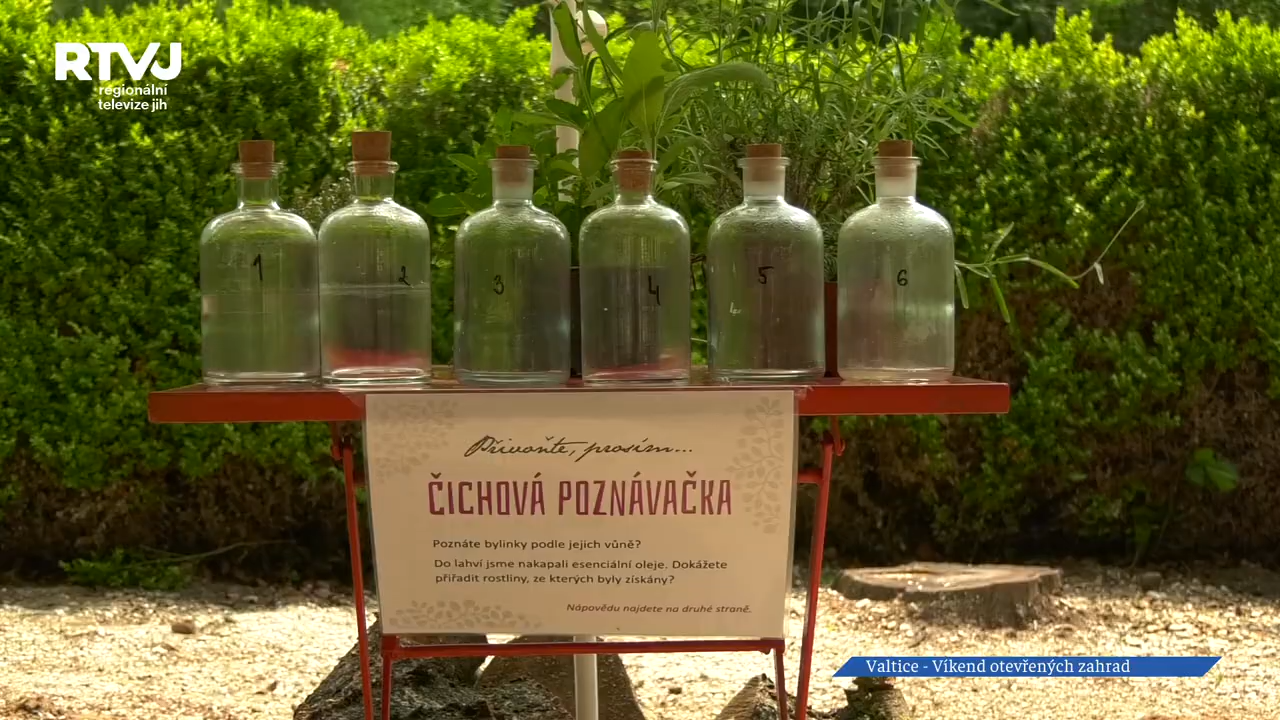 RTVJ
regionální
televize jih
1 2 3 4 5 6
Přivoňte, prosím...
ČICHOVÁ POZNÁVAČKA
Poznáte bylinky podle jejich vůně?
Do lahví jsme nakapali esenciální oleje. Dokážete
přiřadit rostliny, ze kterých byly získány?
Nápovědu najdete na druhé straně.
Valtice - Víkend otevřených zahrad